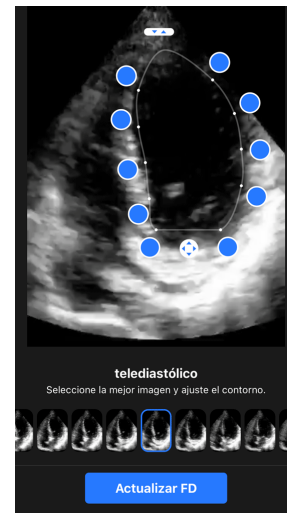 telediastólico
Seleccione la mejor imagen y ajuste el contorno.
Actualizar FD